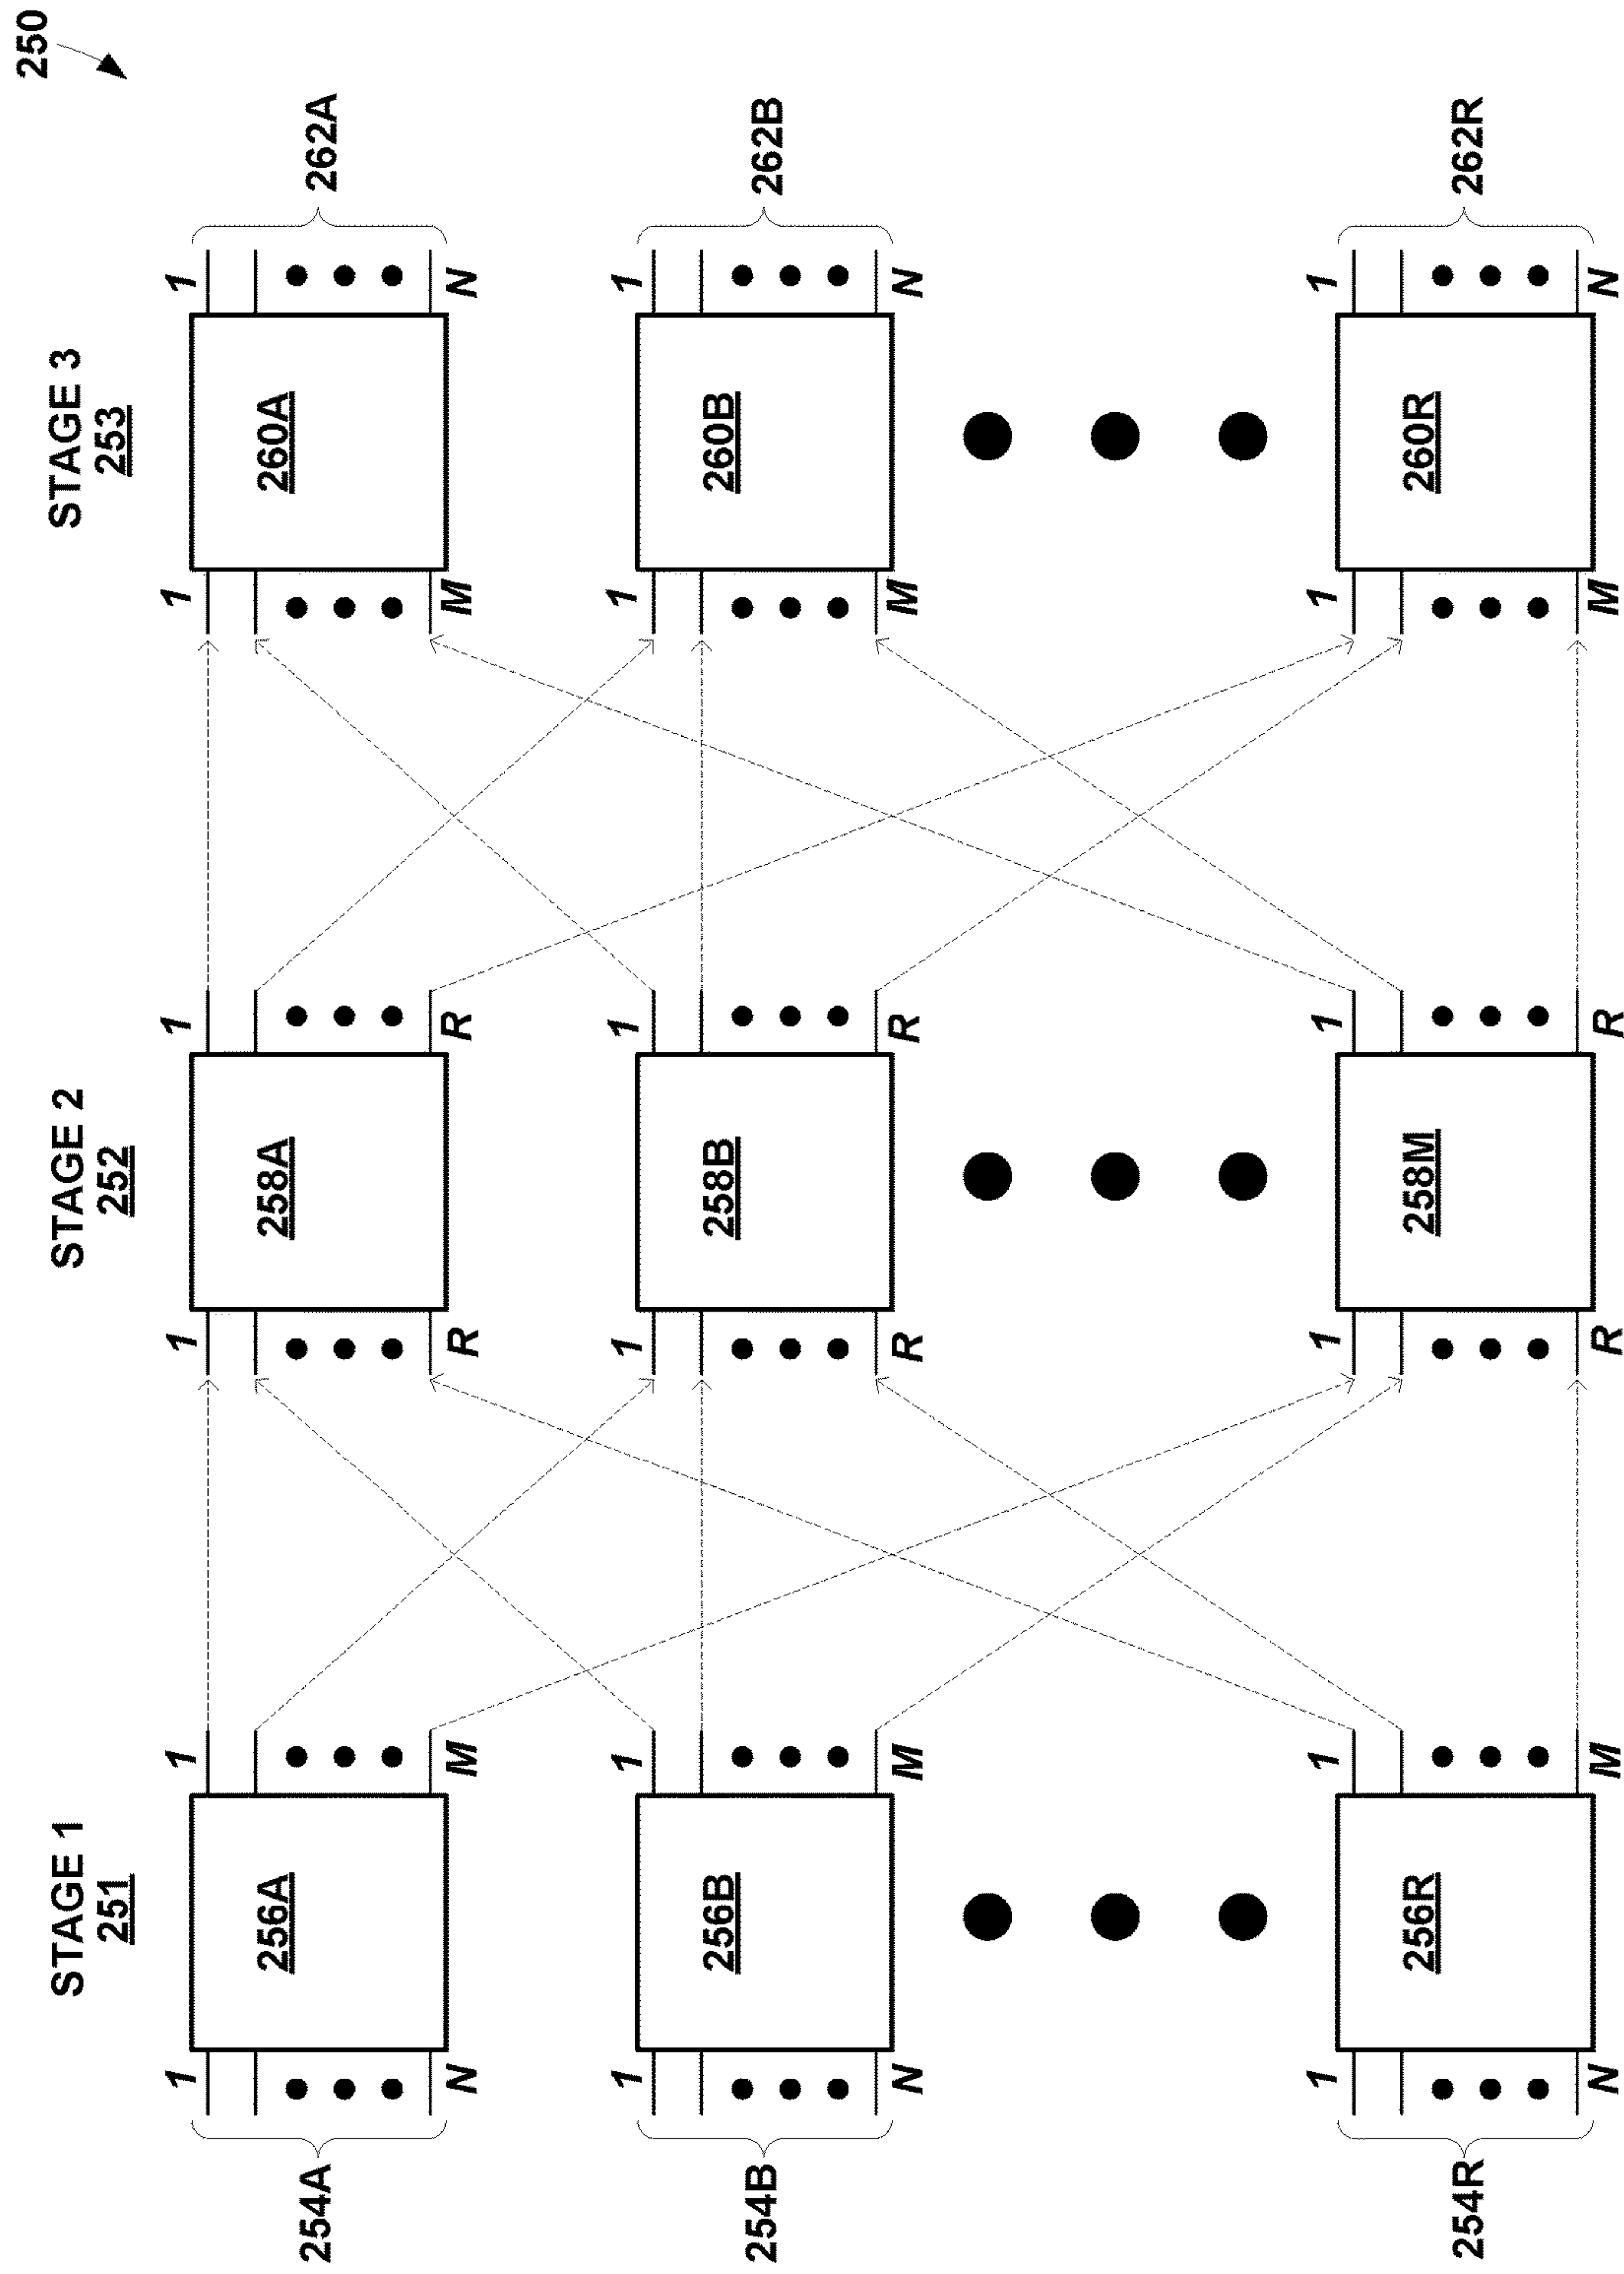 250
STAGE 1
251
STAGE 2
252
STAGE 3
253
1 1 1 1 1 1
254A 256A 258A 260A 262A
N M R R M N
1 1 1 1 1 1
254B 256B 258B 260B 262B
N M R R M N
1 1 1 1 1 1
254R 256R 258M 260R 262R
N M R R M N